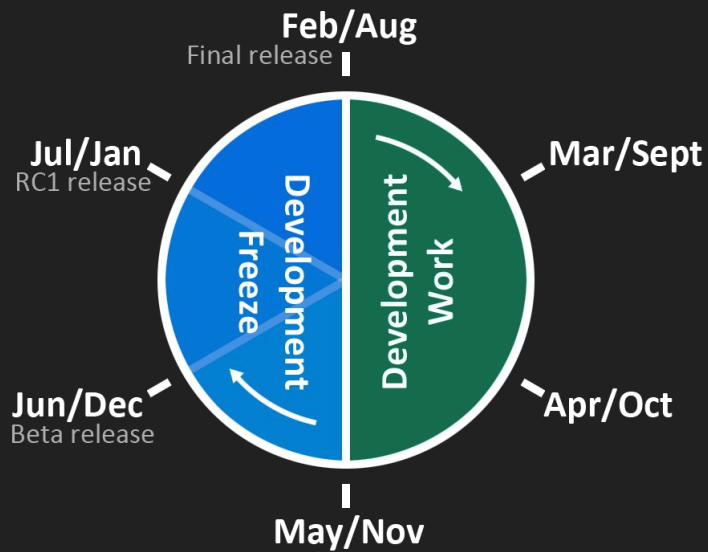 Feb/Aug
Final release
Jul/Jan
RC1 release
Mar/Sept
Development
Freeze
Development
Work
Jun/Dec
Beta release
Apr/Oct
May/Nov